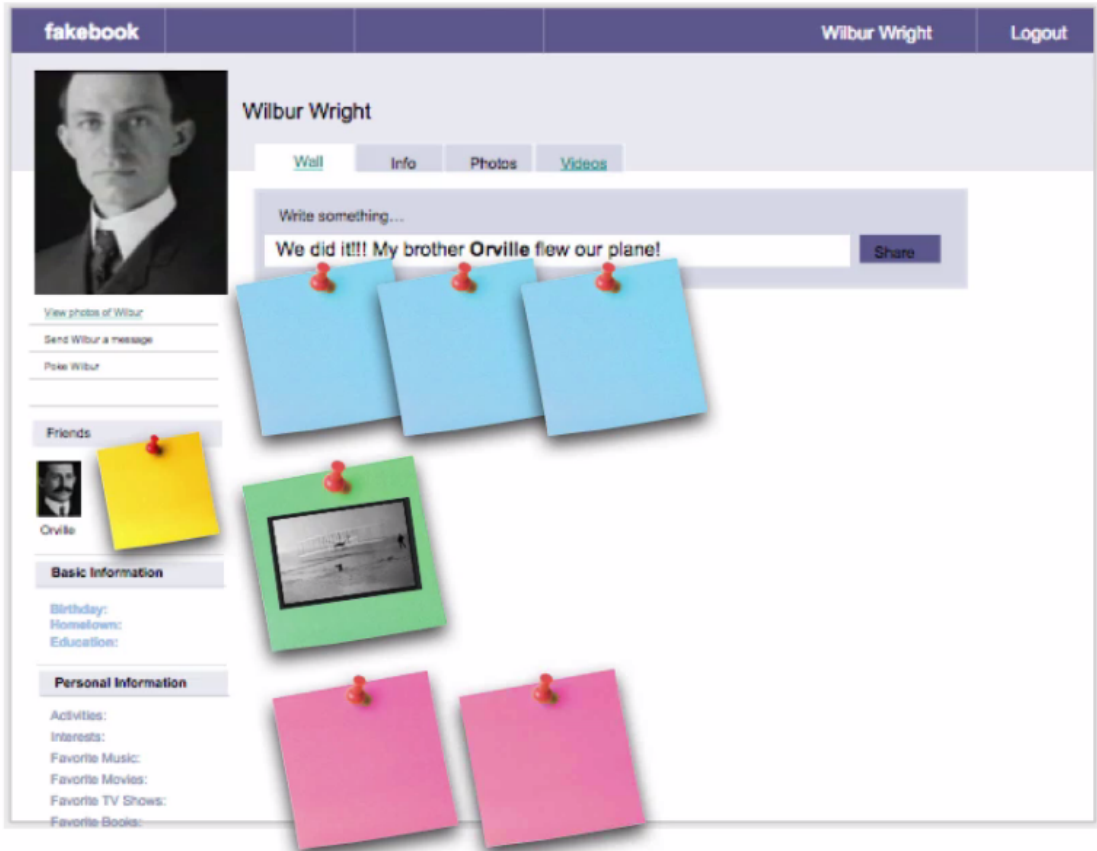 fakebook Wilbur Wright Logout
Wilbur Wright
Wall Info Photos Videos
Write something...
We did it!!! My brother Orville flew our plane!
Share
View photos of Wilbur
Send Wilbur a message
Poke Wilbur
Friends
Orville
Basic Information
Birthday:
Hometown:
Education:
Personal Information
Activities:
Interests:
Favorite Music:
Favorite Movies:
Favorite TV Shows:
Favorite Books: